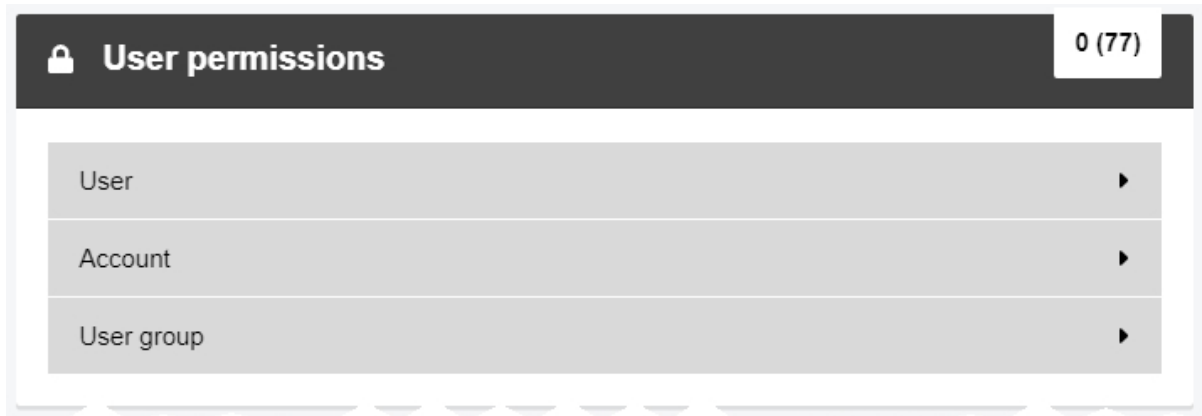 User permissions
0 (77)
User
Account
User group